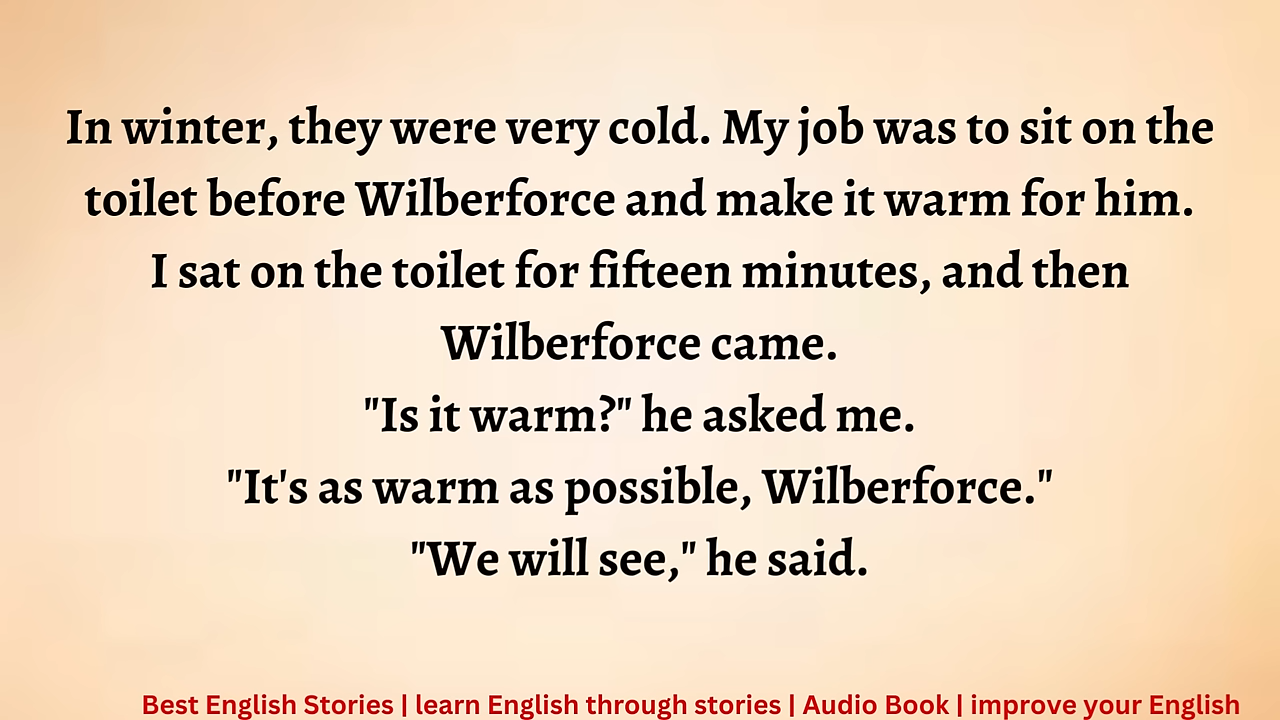 In winter, they were very cold. My job was to sit on the
toilet before Wilberforce and make it warm for him.
I sat on the toilet for fifteen minutes, and then
Wilberforce came.
"Is it warm?" he asked me.
"It's as warm as possible, Wilberforce."
"We will see," he said.
Best English Stories | learn English through stories | Audio Book | improve your English